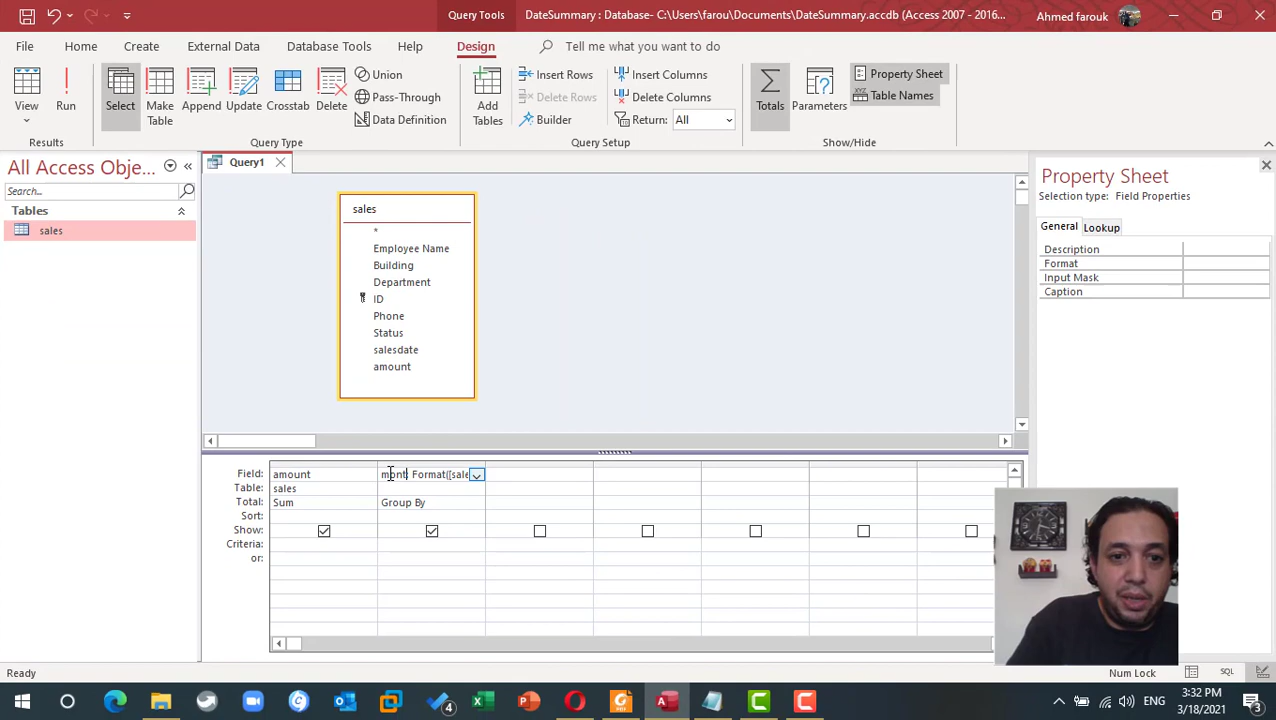 Query Tools
DateSummary : Database- C:\Users\farou\Documents\DateSummary.accdb (Access 2007 - 2016...
Ahmed farouk
File Home Create External Data Database Tools Help Design Tell me what you want to do
View
Run
Select
Make Table
Append
Update
Crosstab
Delete
Union
Pass-Through
Data Definition
Add Tables
Insert Rows
Delete Rows
Builder
Insert Columns
Delete Columns
Return: All
Totals
Parameters
Property Sheet
Table Names
Results
Query Type
Query Setup
Show/Hide
All Access Obje...
Search...
Tables
sales
Query1
sales
*
Employee Name
Building
Department
ID
Phone
Status
salesdate
amount
Property Sheet
Selection type: Field Properties
General Lookup
Description
Format
Input Mask
Caption
Field: amount mont: Format([sale
Table: sales
Total: Sum Group By
Sort:
Show:
Criteria:
or:
Ready
Num Lock
SQL
4
ENG
3:32 PM
3/18/2021
3